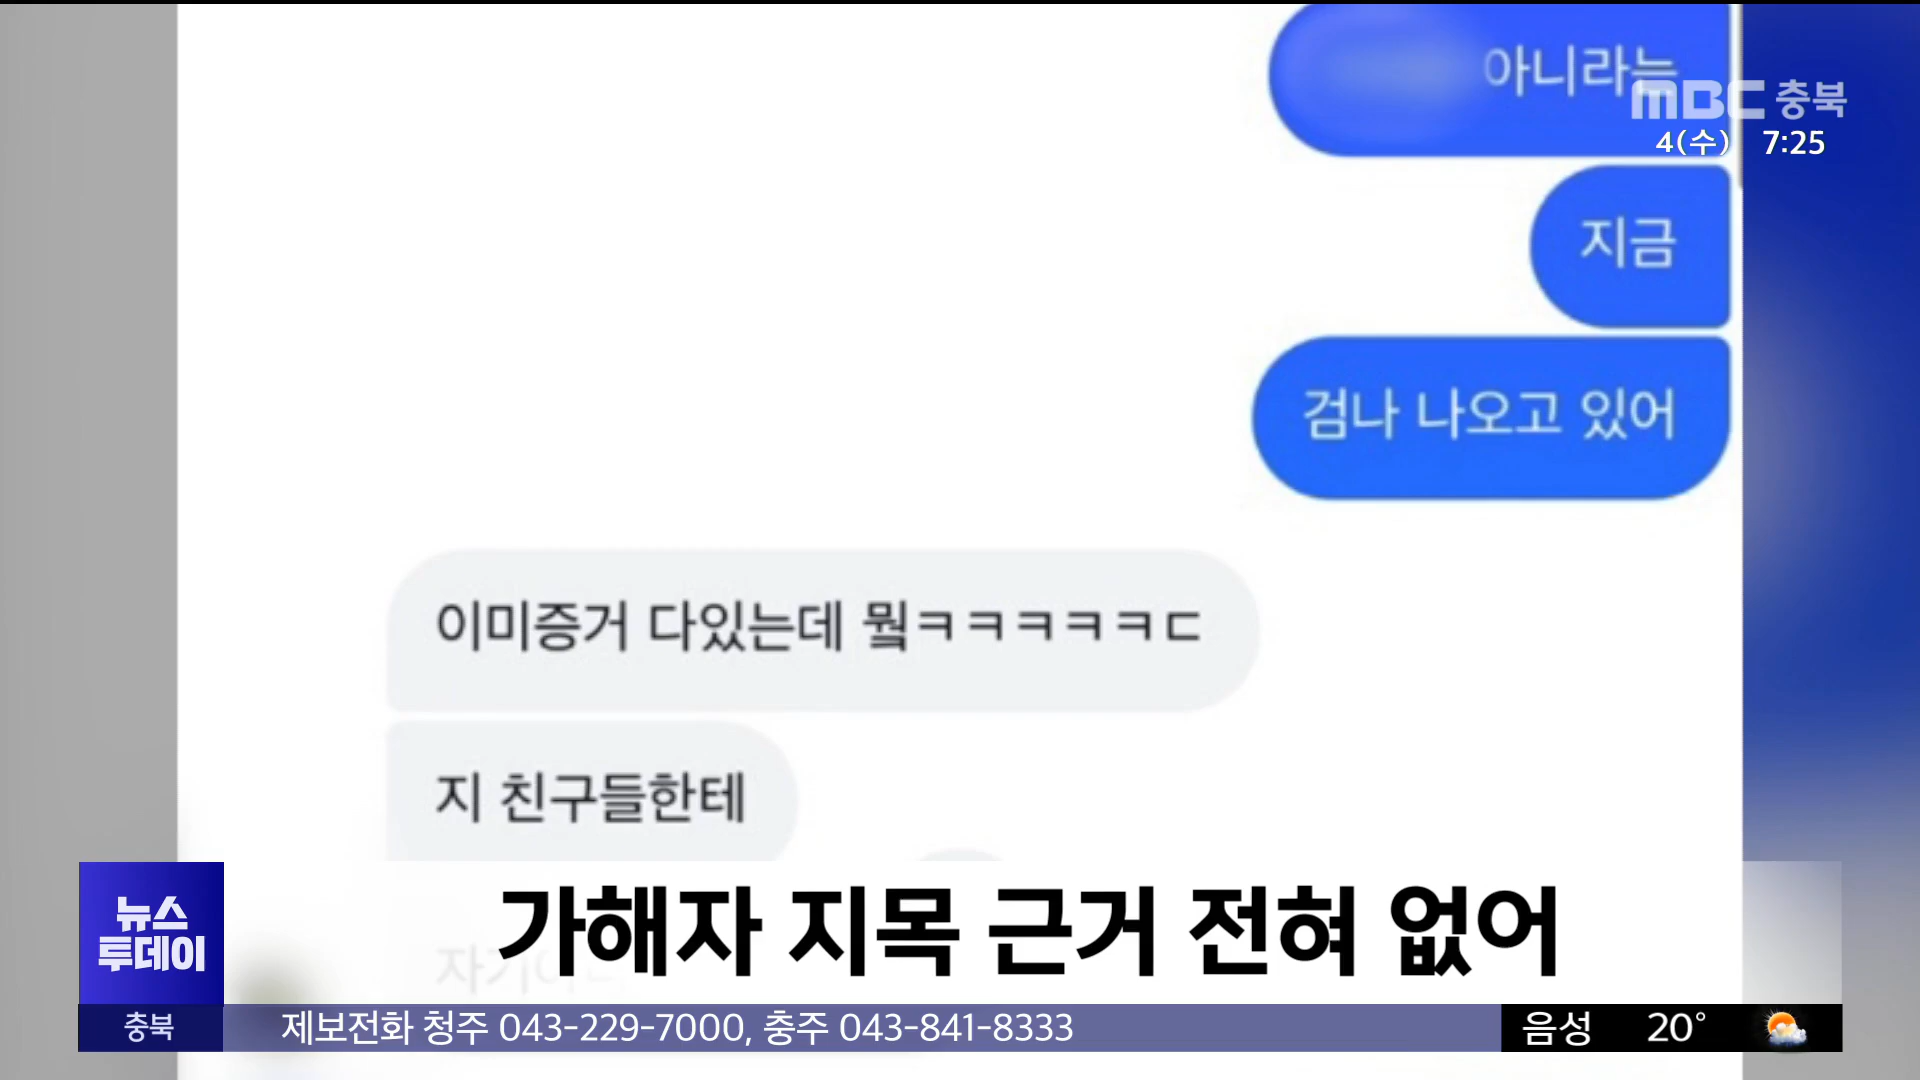 아니라는
MBC 충북
4(수) 7:25
지금
검나 나오고 있어
이미증거 다있는데 뭘ㅋㅋㅋㅋㅋㄷ
지 친구들한테
뉴스
투데이
가해자 지목 근거 전혀 없어
충북
제보전화 청주 043-229-7000, 충주 043-841-8333
음성 20°